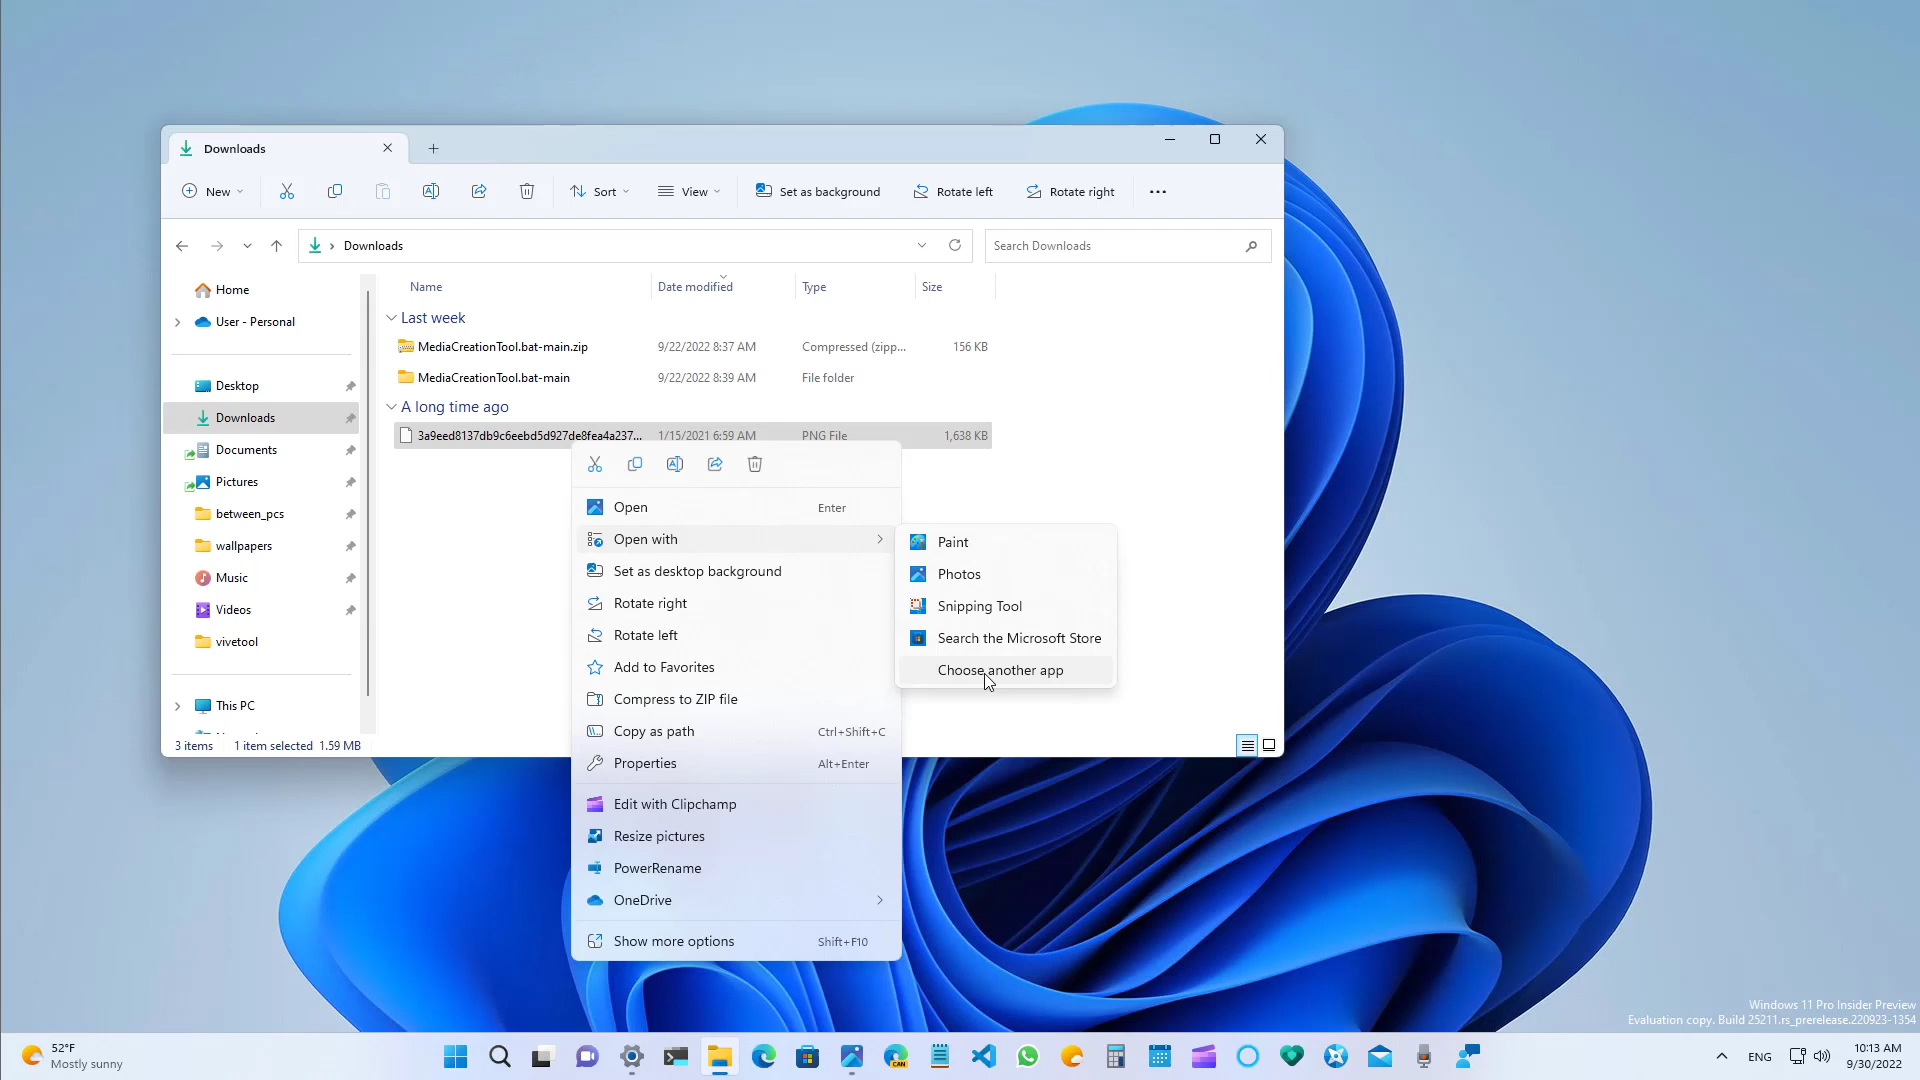 Downloads
New
Sort
View
Set as background
Rotate left
Rotate right
Downloads
Search Downloads
Home
User - Personal
Desktop
Downloads
Documents
Pictures
between_pcs
wallpapers
Music
Videos
vivetool
This PC
Name Date modified Type Size
Last week
MediaCreationTool.bat-main.zip 9/22/2022 8:37 AM Compressed (zipp... 156 KB
MediaCreationTool.bat-main 9/22/2022 8:39 AM File folder
A long time ago
3a9eed8137db9c6eebd5d927de8fea4a237... 1/15/2021 6:59 AM PNG File 1,638 KB
Open Enter
Open with
Set as desktop background
Rotate right
Rotate left
Add to Favorites
Compress to ZIP file
Copy as path Ctrl+Shift+C
Properties Alt+Enter
Edit with Clipchamp
Resize pictures
PowerRename
OneDrive
Show more options Shift+F10
Paint
Photos
Snipping Tool
Search the Microsoft Store
Choose another app
3 items 1 item selected 1.59 MB
Windows 11 Pro Insider Preview
Evaluation copy. Build 25211.rs_prerelease.220923-1354
52°F
Mostly sunny
CAN
ENG
10:13 AM
9/30/2022